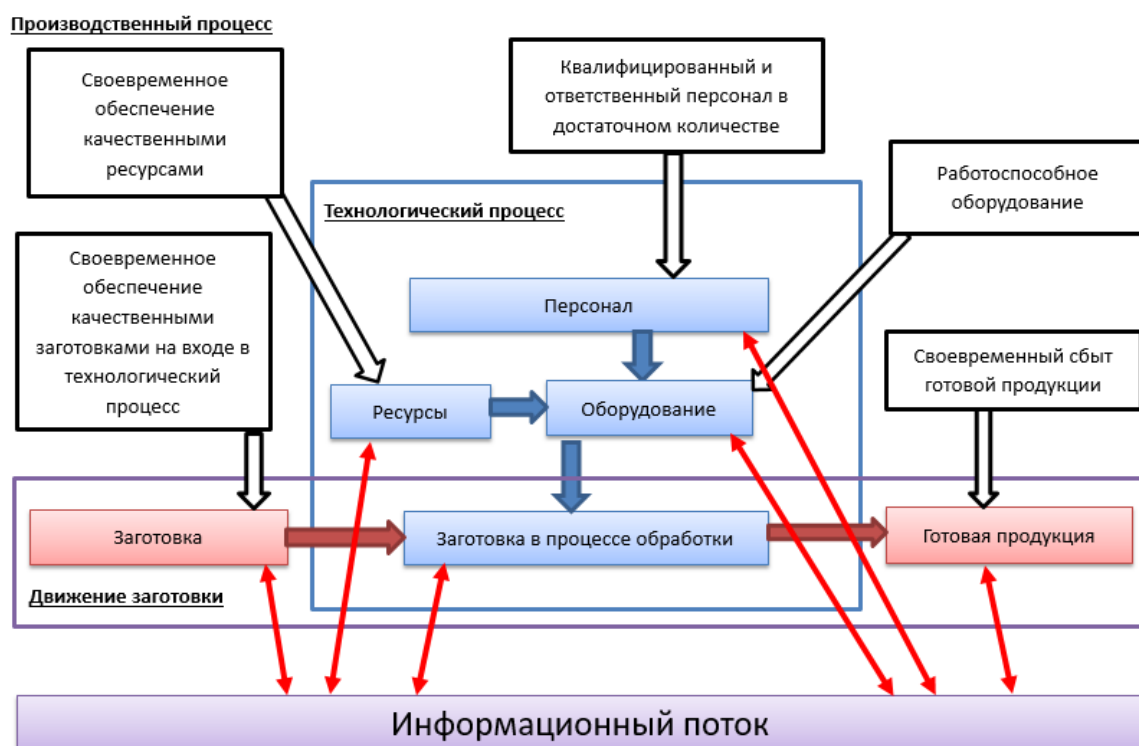 Производственный процесс
Своевременное
обеспечение
качественными
ресурсами
Квалифицированный и
ответственный персонал в
достаточном количестве
Работоспособное
оборудование
Технологический процесс
Своевременное
обеспечение
качественными
заготовками на входе в
технологический
процесс
Персонал
Своевременный сбыт
готовой продукции
Ресурсы
Оборудование
Заготовка
Заготовка в процессе обработки
Готовая продукция
Движение заготовки
Информационный поток